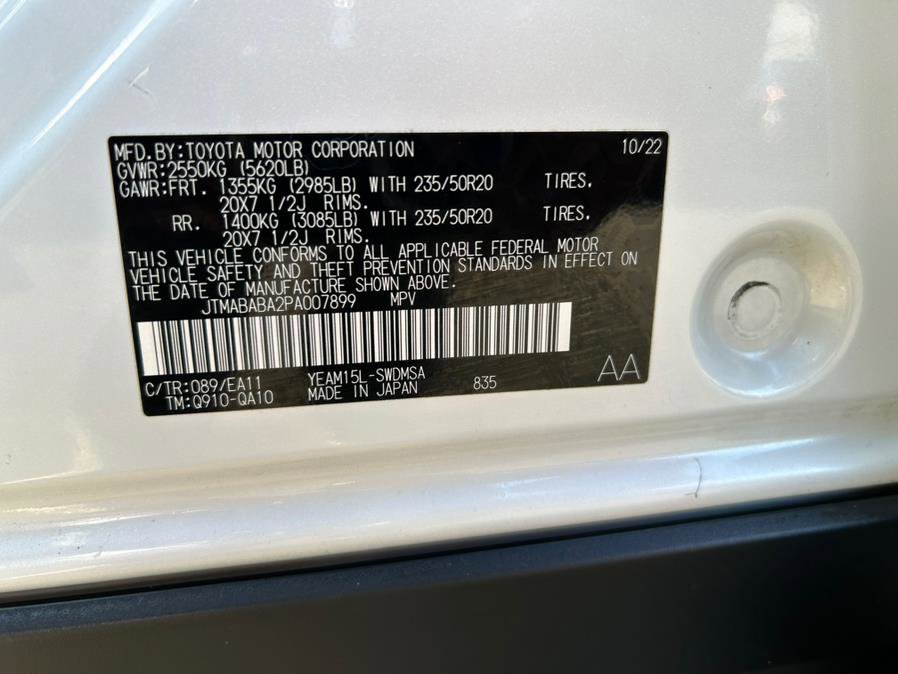 MFD.BY:TOYOTA MOTOR CORPORATION 10/22
GVWR:2550KG (5620LB)
GAWR:FRT. 1355KG (2985LB) WITH 235/50R20 TIRES.
20X7 1/2J RIMS.
RR. 1400KG (3085LB) WITH 235/50R20 TIRES.
20X7 1/2J RIMS.
THIS VEHICLE CONFORMS TO ALL APPLICABLE FEDERAL MOTOR
VEHICLE SAFETY AND THEFT PREVENTION STANDARDS IN EFFECT ON
THE DATE OF MANUFACTURE SHOWN ABOVE.
JTMABABA2PA007899 MPV
C/TR:089/EA11 YEAM15L-SWDMSA 835 AA
TM:Q910-QA10 MADE IN JAPAN